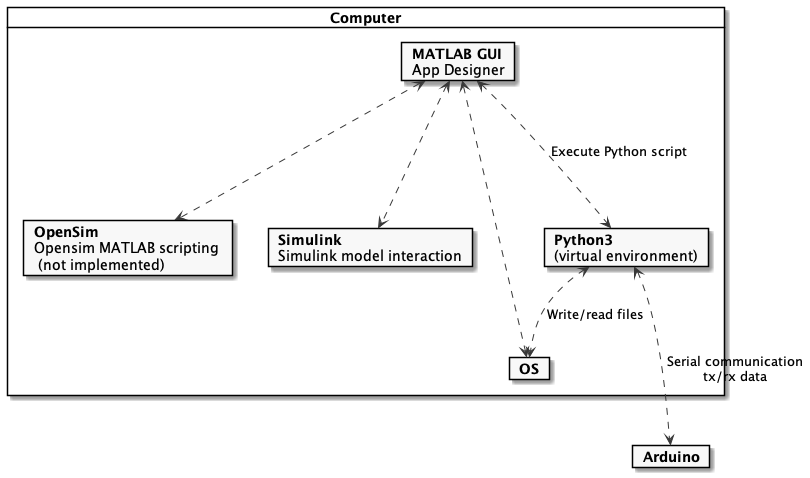 Computer
MATLAB GUI
App Designer
Execute Python script
OpenSim
Opensim MATLAB scripting
(not implemented)
Simulink
Simulink model interaction
Python3
(virtual environment)
Write/read files
OS
Serial communication
tx/rx data
Arduino